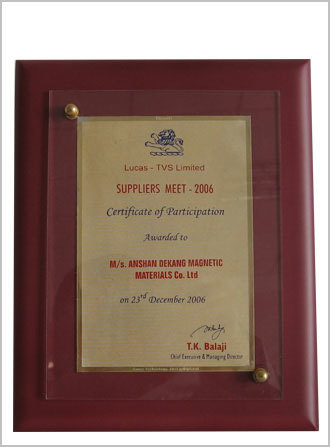 Lucas - TVS Limited
SUPPLIERS MEET - 2006
Certificate of Participation
Awarded to
M/s. ANSHAN DEKANG MAGNETIC
MATERIALS Co. Ltd
on 23rd December 2006
T.K. Balaji
Chief Executive & Managing Director